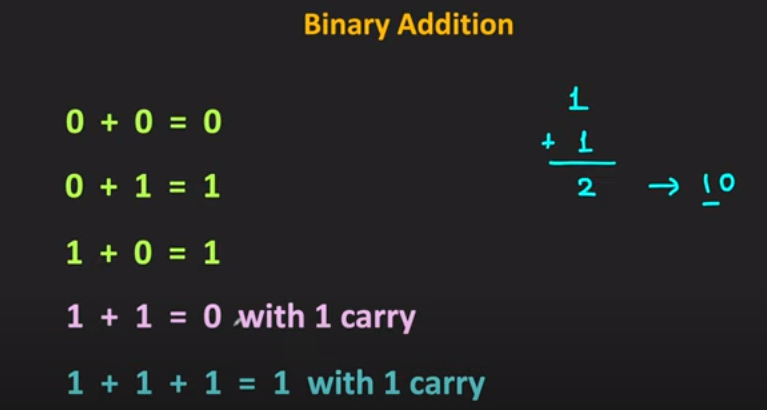 Binary Addition
0 + 0 = 0
0 + 1 = 1
1 + 0 = 1
1 + 1 = 0 with 1 carry
1 + 1 + 1 = 1 with 1 carry
1
+ 1
2 → 10